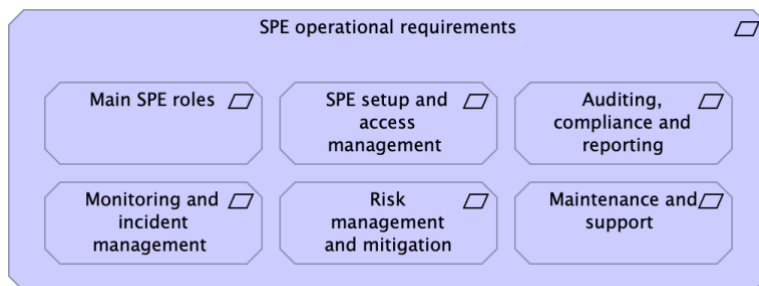 SPE operational requirements
Main SPE roles
SPE setup and
access
management
Auditing,
compliance and
reporting
Monitoring and
incident
management
Risk
management
and mitigation
Maintenance and
support